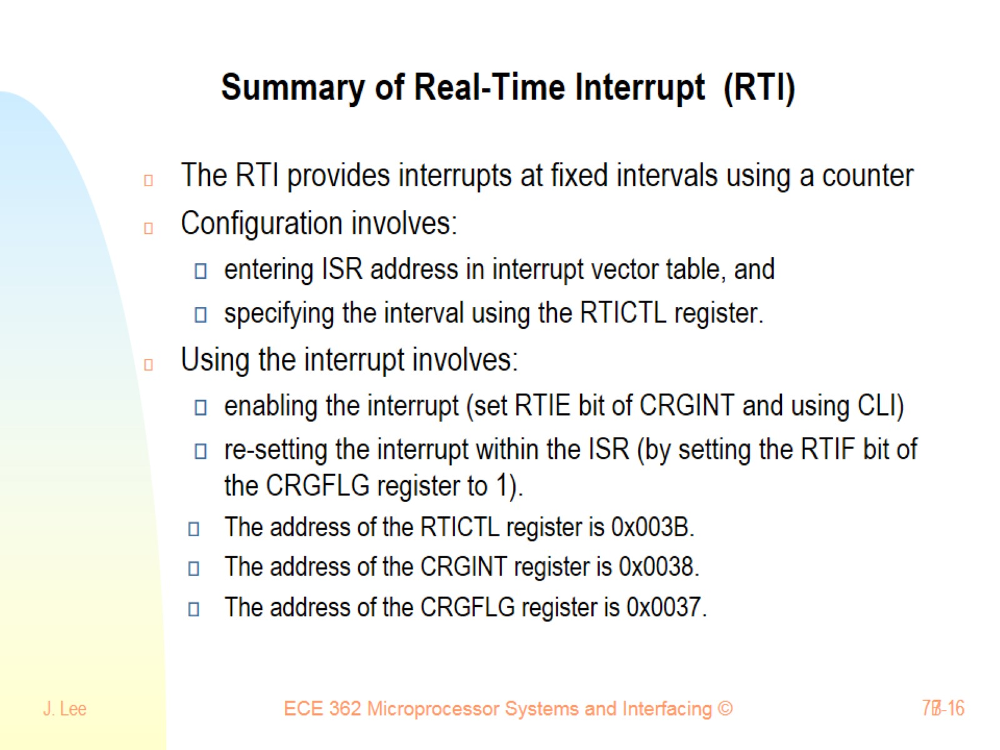 Summary of Real-Time Interrupt (RTI)
The RTI provides interrupts at fixed intervals using a counter
Configuration involves:
entering ISR address in interrupt vector table, and
specifying the interval using the RTICTL register.
Using the interrupt involves:
enabling the interrupt (set RTIE bit of CRGINT and using CLI)
re-setting the interrupt within the ISR (by setting the RTIF bit of
the CRGFLG register to 1).
The address of the RTICTL register is 0x003B.
The address of the CRGINT register is 0x0038.
The address of the CRGFLG register is 0x0037.
J. Lee
ECE 362 Microprocessor Systems and Interfacing ©